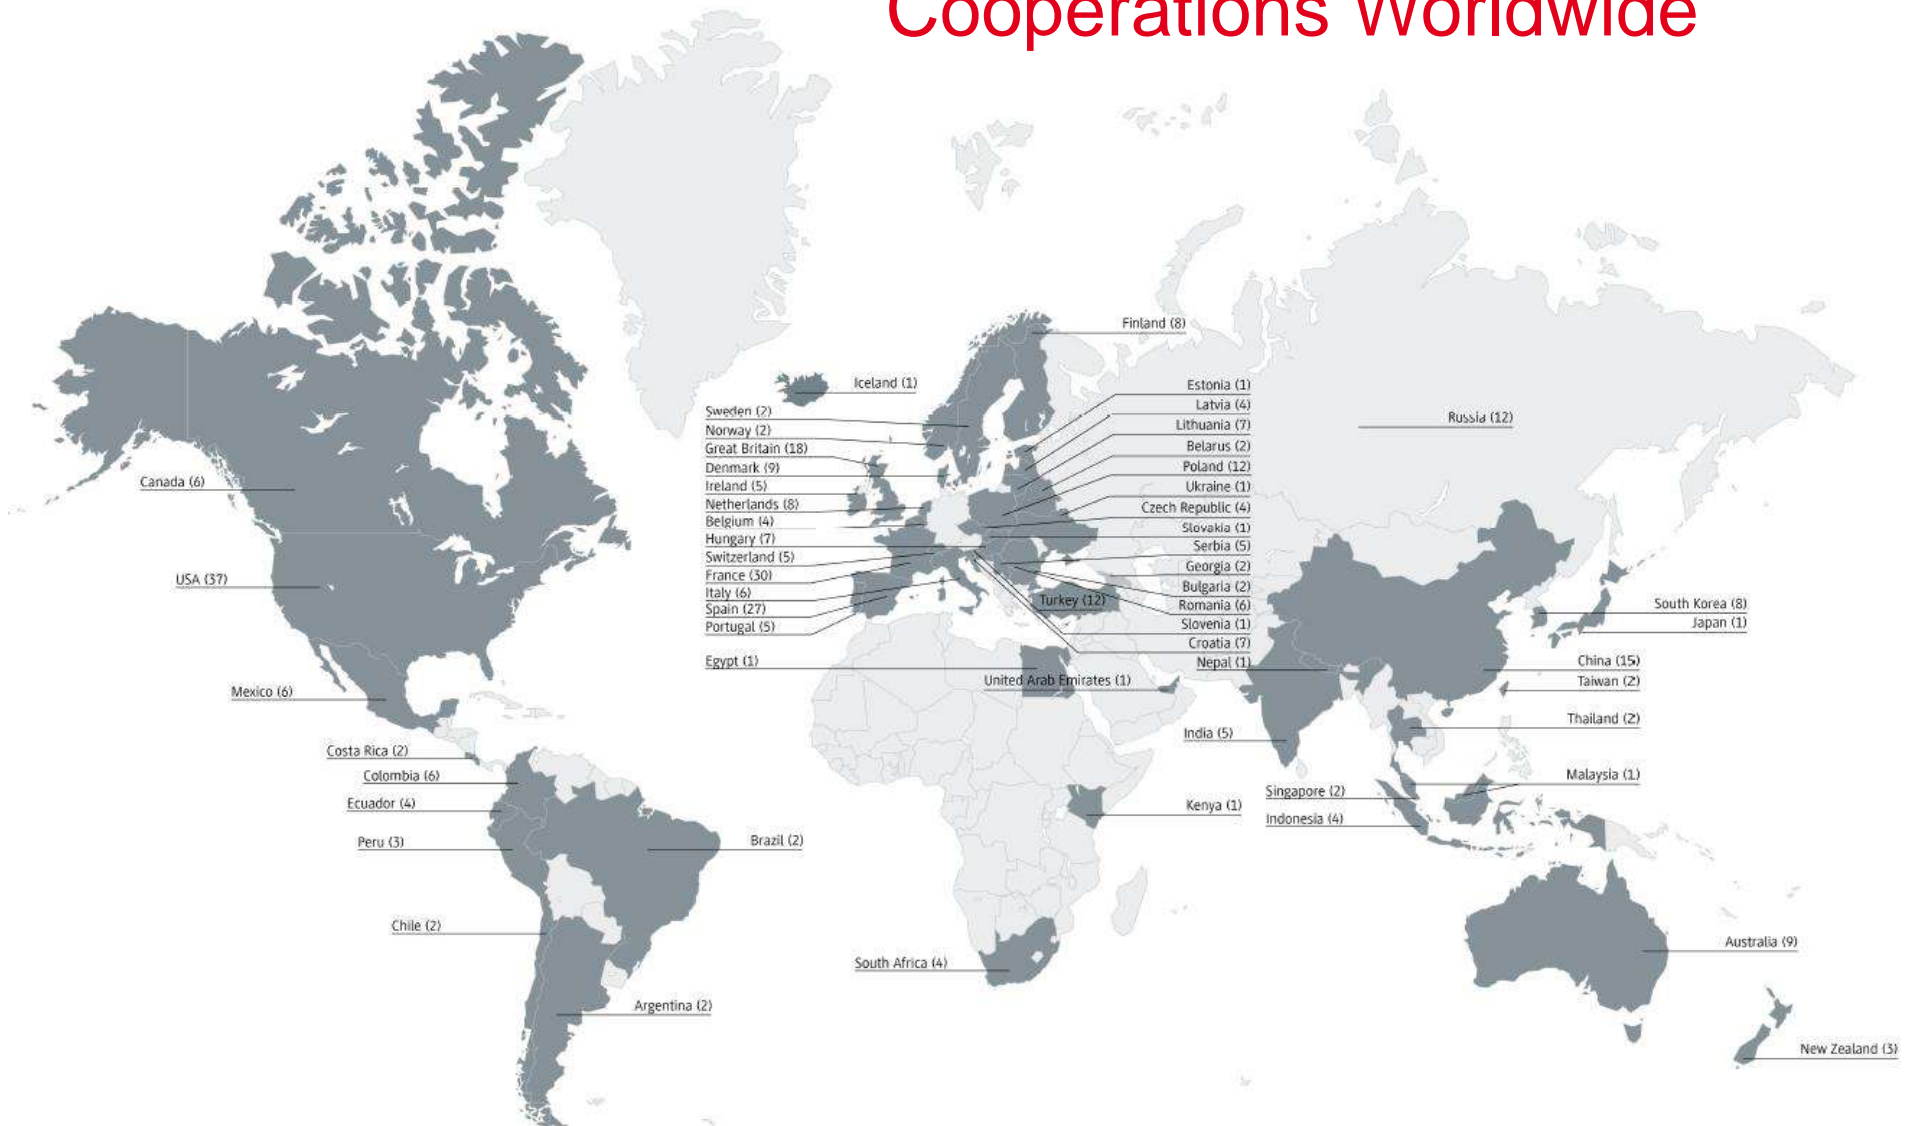 Cooperations Worldwide
Finland (8)
Iceland (1)
Estonia (1)
Latvia (4)
Lithuania (7)
Belarus (2)
Poland (12)
Ukraine (1)
Czech Republic (4)
Slovakia (1)
Serbia (5)
Georgia (2)
Bulgaria (2)
Romania (6)
Slovenia (1)
Croatia (7)
Nepal (1)
Russia (12)
Sweden (2)
Norway (2)
Great Britain (18)
Denmark (9)
Ireland (5)
Netherlands (8)
Belgium (4)
Hungary (7)
Switzerland (5)
France (30)
Italy (6)
Spain (27)
Portugal (5)
Turkey (12)
Egypt (1)
United Arab Emirates (1)
Canada (6)
USA (37)
Mexico (6)
Costa Rica (2)
Colombia (6)
Ecuador (4)
Peru (3)
Brazil (2)
Chile (2)
Argentina (2)
South Africa (4)
Kenya (1)
India (5)
Singapore (2)
Indonesia (4)
South Korea (8)
Japan (1)
China (15)
Taiwan (2)
Thailand (2)
Malaysia (1)
Australia (9)
New Zealand (3)